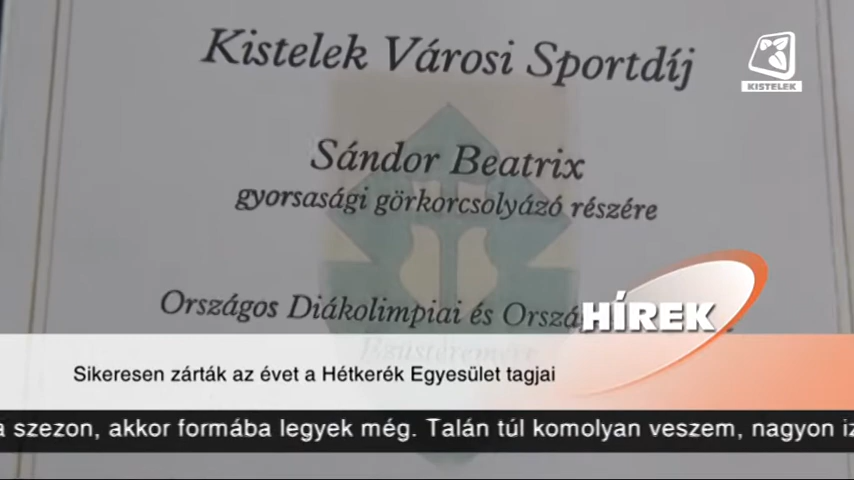 Kistelek Városi Sportdíj
KISTELEK
Sándor Beatrix
gyorsasági görkorcsolyázó részére
Országos Diákolimpiai és Orszá
HÍREK
Ezüstérmére
Sikeresen zárták az évet a Hétkerék Egyesület tagjai
a szezon, akkor formába legyek még. Talán túl komolyan veszem, nagyon iz